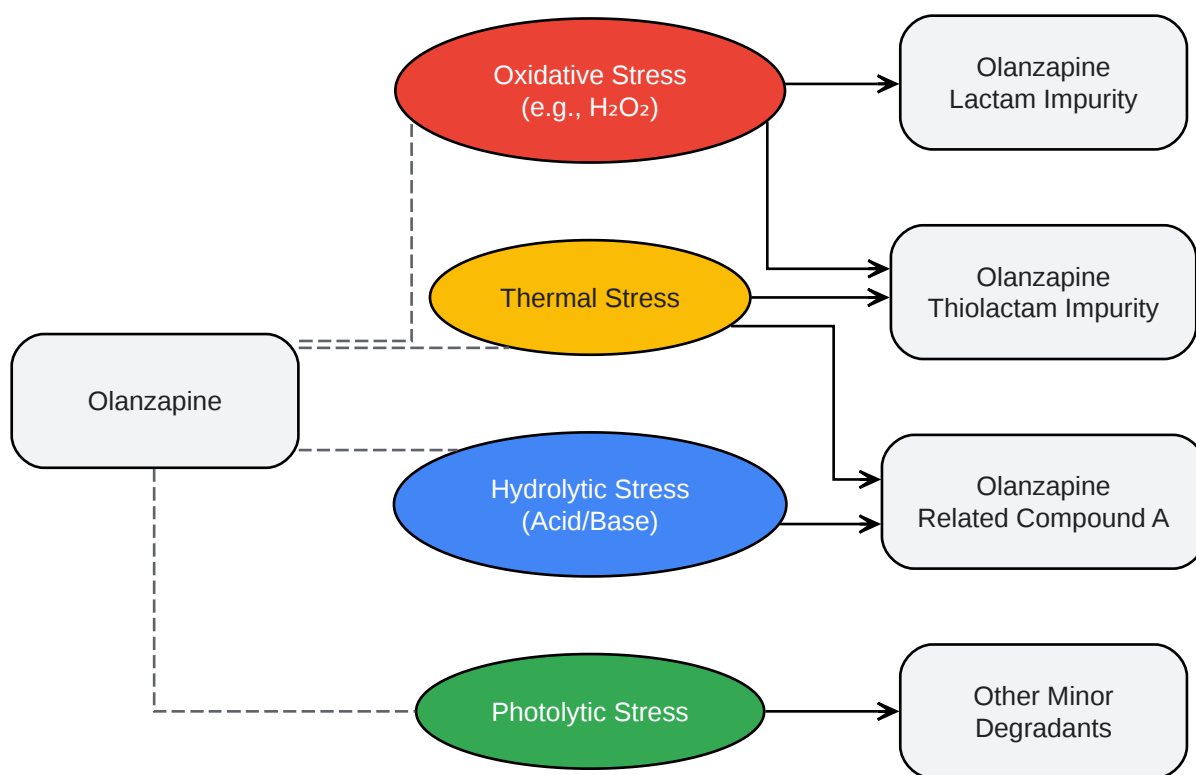 Oxidative Stress
(e.g., H₂O₂)
Olanzapine
Lactam Impurity
Thermal Stress
Olanzapine
Thiolactam Impurity
Olanzapine
Hydrolytic Stress
(Acid/Base)
Olanzapine
Related Compound A
Photolytic Stress
Other Minor
Degradants